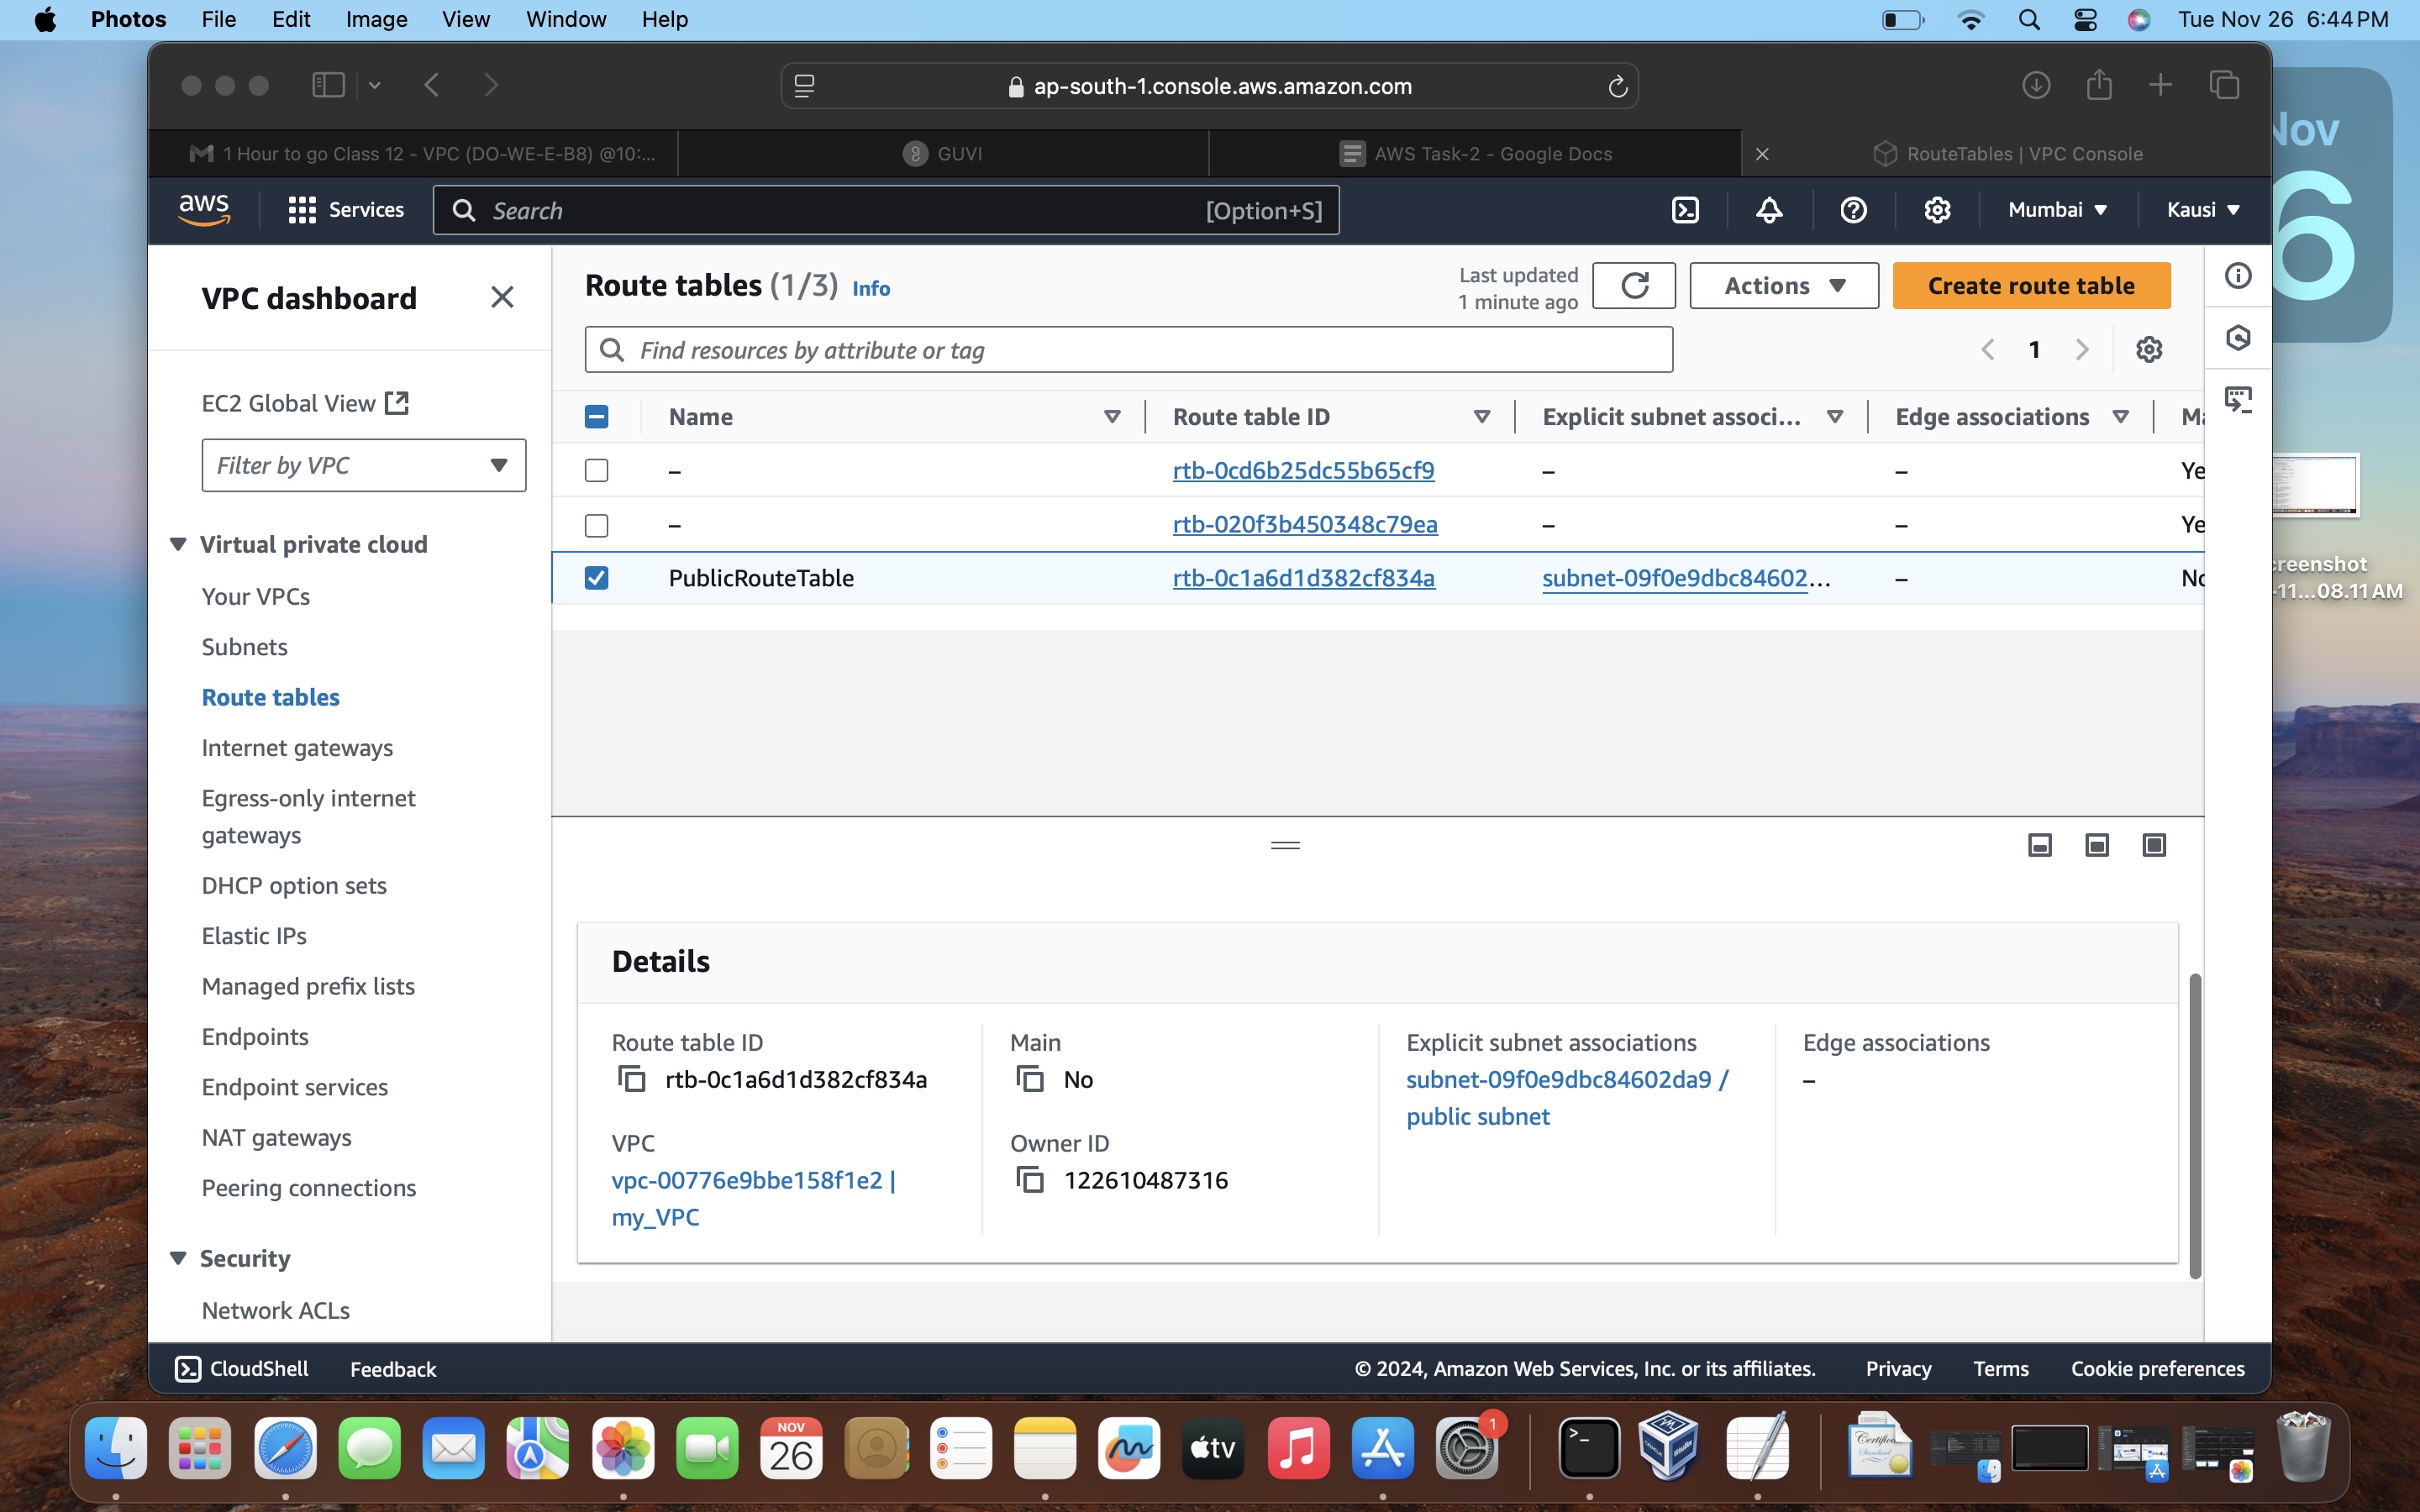 Photos File Edit Image View Window Help Tue Nov 26 6:44 PM
ap-south-1.console.aws.amazon.com
1 Hour to go Class 12 - VPC (DO-WE-E-B8) @10:... GUVI AWS Task-2 - Google Docs RouteTables | VPC Console
Nov
6
aws Services Search [Option+S] Mumbai Kausi
VPC dashboard
EC2 Global View
Filter by VPC
Virtual private cloud
Your VPCs
Subnets
Route tables
Internet gateways
Egress-only internet
gateways
DHCP option sets
Elastic IPs
Managed prefix lists
Endpoints
Endpoint services
NAT gateways
Peering connections
Security
Network ACLs
Route tables (1/3) Info
Last updated
1 minute ago
Actions
Create route table
Find resources by attribute or tag
1
Name Route table ID Explicit subnet associ... Edge associations Ma
– rtb-0cd6b25dc55b65cf9 – – Ye
– rtb-020f3b450348c79ea – – Ye
PublicRouteTable rtb-0c1a6d1d382cf834a subnet-09f0e9dbc84602... – No
Details
Route table ID
rtb-0c1a6d1d382cf834a
VPC
vpc-00776e9bbe158f1e2 |
my_VPC
Main
No
Owner ID
122610487316
Explicit subnet associations
subnet-09f0e9dbc84602da9 /
public subnet
Edge associations
–
creenshot
-11...08.11 AM
CloudShell Feedback © 2024, Amazon Web Services, Inc. or its affiliates. Privacy Terms Cookie preferences
NOV
26
tv
1